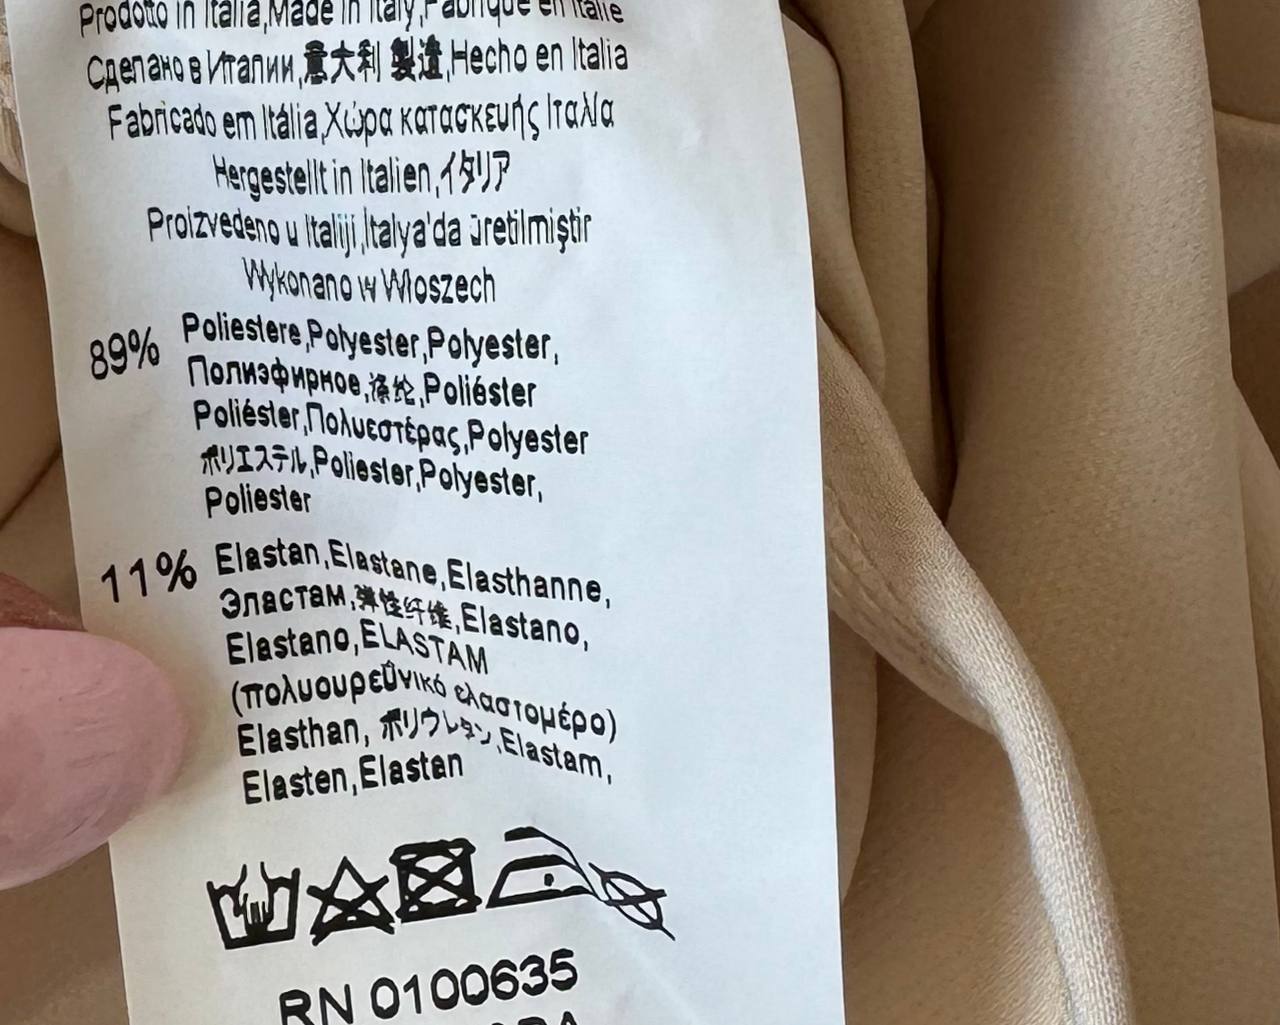 Prodotto in Italia,Made in Italy,Fabriqué en Italie
Сделано в Италии,意大利 製造,Hecho en Italia
Fabricado em Itália,Χώρα κατασκευής Ιταλία
Hergestellt in Italien,イタリア
Proizvedeno u Italiji,İtalya'da üretilmiştir
Wykonano w Wloszech
89% Poliestere,Polyester,Polyester,
Полиэфирное,涤纶,Poliéster
Poliéster,Πολυεστέρας,Polyester
ポリエステル,Poliester,Polyester,
Poliester
11% Elastan,Elastane,Elasthanne,
Эластам,弹性纤维,Elastano,
Elastano,ELASTAM
(πολυουρεθνικό ελαστομέρο)
Elasthan, ポリウレタン,Elastam,
Elasten,Elastan
RN 0100635